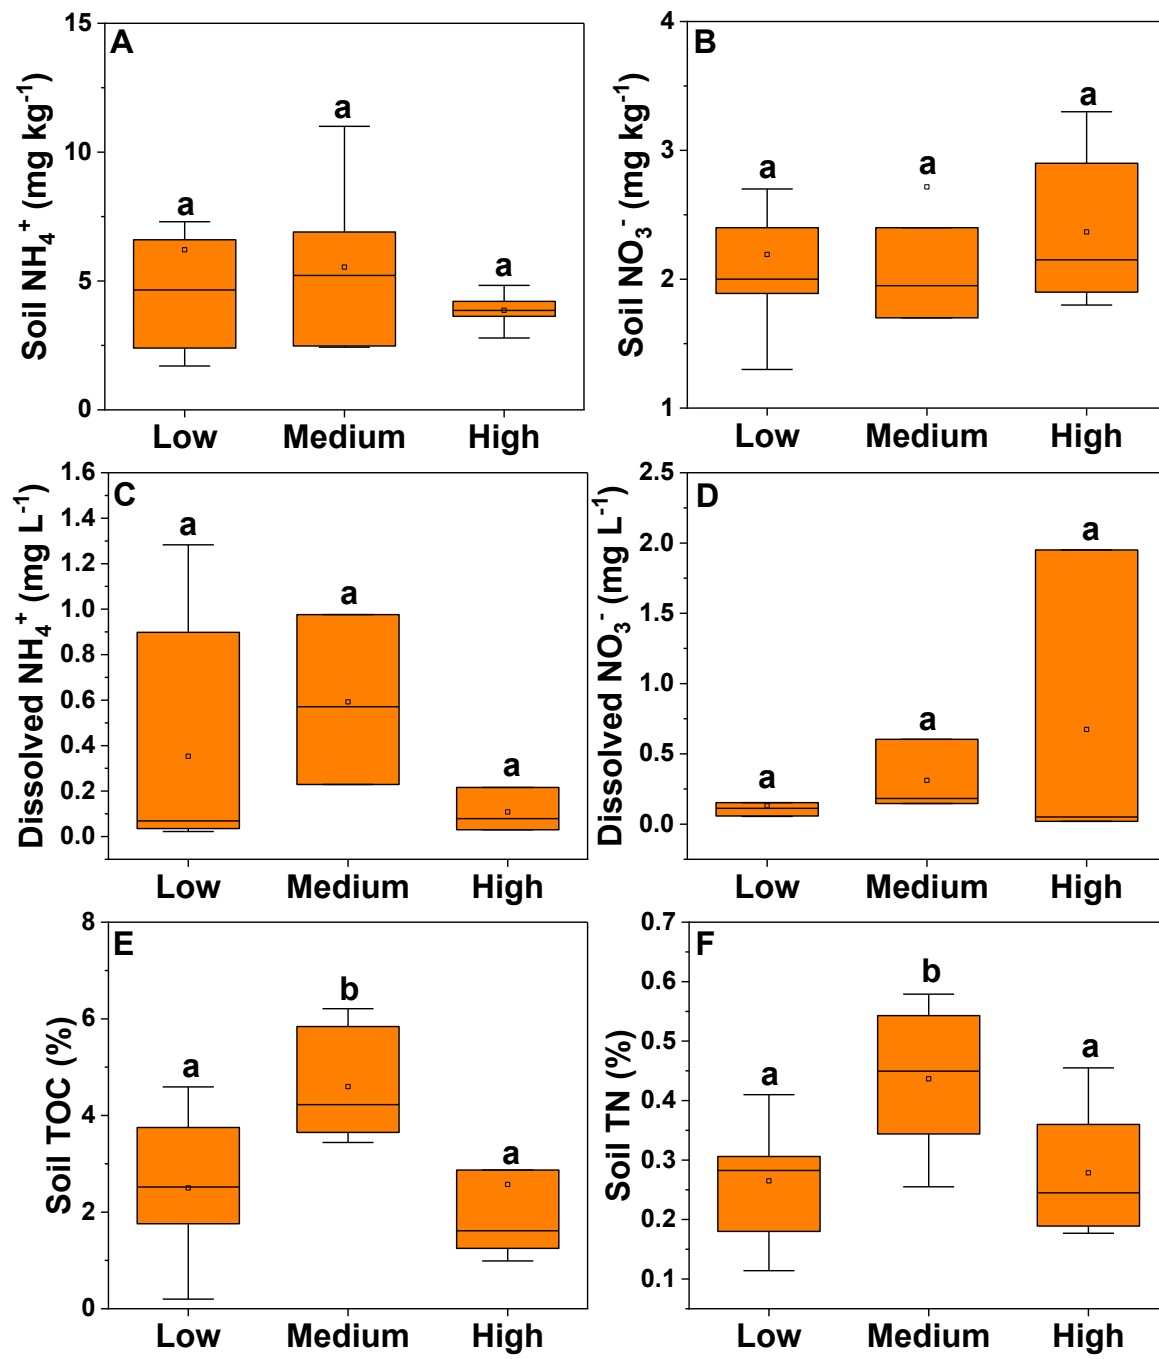 A
Soil NH₄⁺ (mg kg⁻¹)
15
10
5
0
a
a
a
Low Medium High
B
Soil NO₃⁻ (mg kg⁻¹)
4
3
2
1
a
a
a
Low Medium High
C
Dissolved NH₄⁺ (mg L⁻¹)
1.6
1.4
1.2
1.0
0.8
0.6
0.4
0.2
0.0
a
a
a
Low Medium High
D
Dissolved NO₃⁻ (mg L⁻¹)
2.5
2.0
1.5
1.0
0.5
0.0
a
a
a
Low Medium High
E
Soil TOC (%)
8
6
4
2
0
a
b
a
Low Medium High
F
Soil TN (%)
0.7
0.6
0.5
0.4
0.3
0.2
0.1
a
b
a
Low Medium High